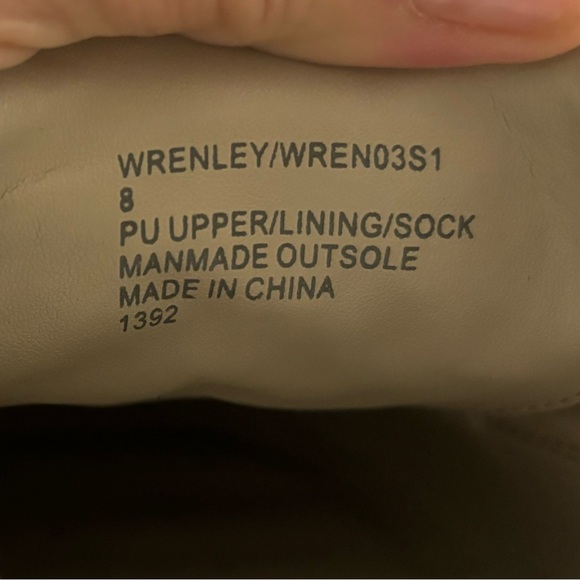 WRENLEY/WREN03S1
8
PU UPPER/LINING/SOCK
MANMADE OUTSOLE
MADE IN CHINA
1392